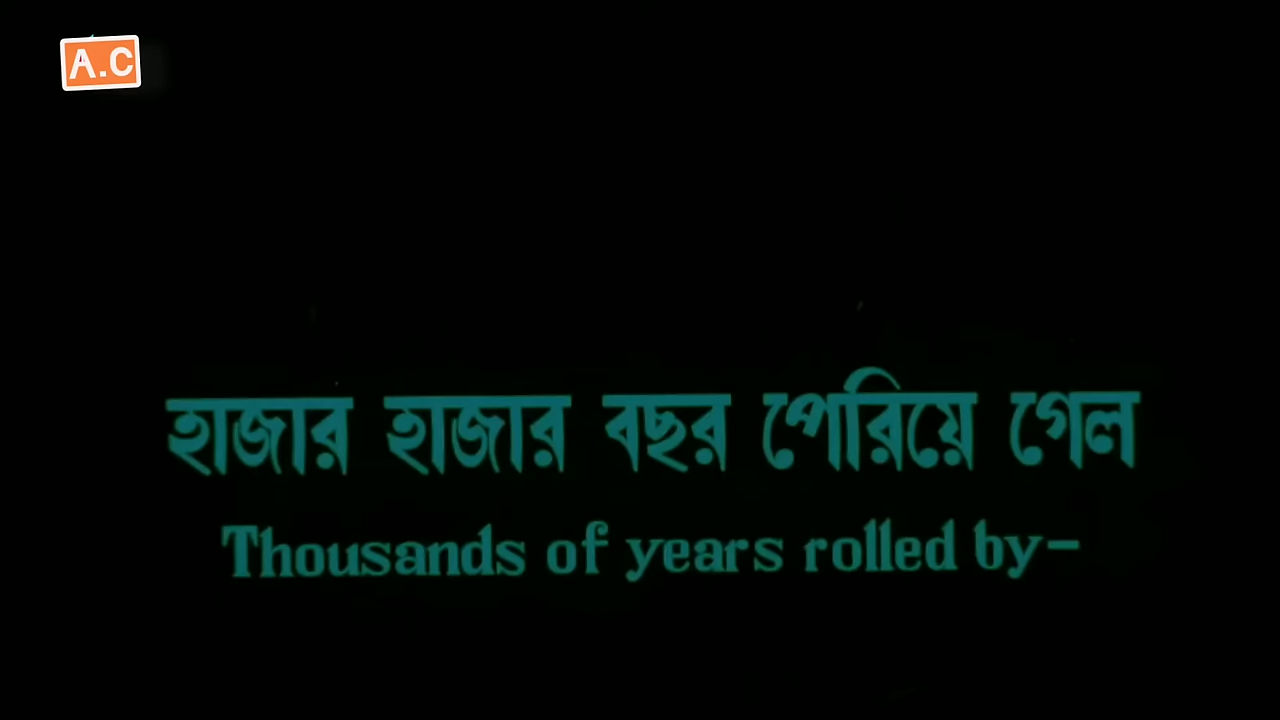 A.C
হাজার হাজার বছর পেরিয়ে গেল
Thousands of years rolled by-